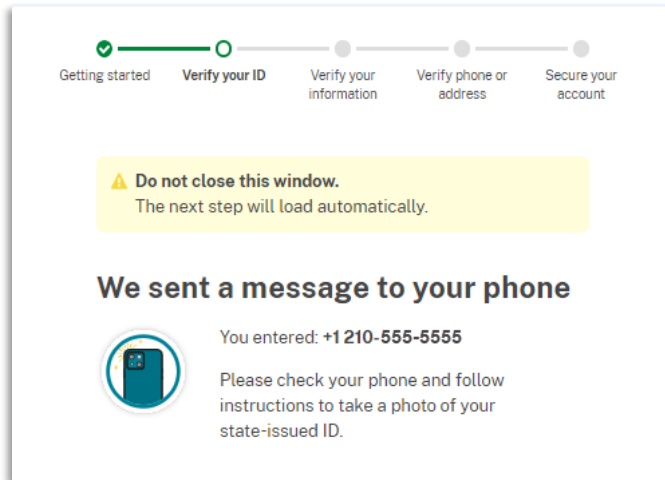 Getting started
Verify your ID
Verify your
information
Verify phone or
address
Secure your
account
Do not close this window.
The next step will load automatically.
We sent a message to your phone
You entered: +1 210-555-5555
Please check your phone and follow
instructions to take a photo of your
state-issued ID.